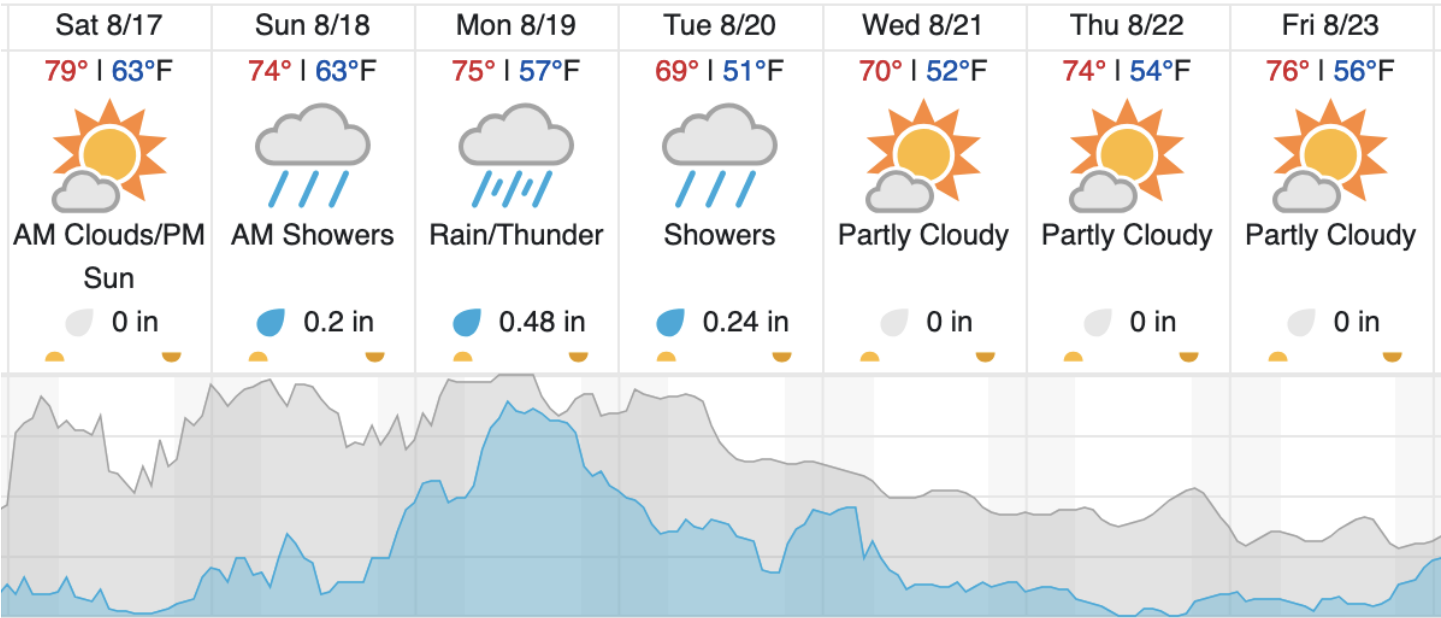 Sat 8/17 Sun 8/18 Mon 8/19 Tue 8/20 Wed 8/21 Thu 8/22 Fri 8/23
79° | 63°F 74° | 63°F 75° | 57°F 69° | 51°F 70° | 52°F 74° | 54°F 76° | 56°F
AM Clouds/PM AM Showers Rain/Thunder Showers Partly Cloudy Partly Cloudy Partly Cloudy
Sun
0 in 0.2 in 0.48 in 0.24 in 0 in 0 in 0 in